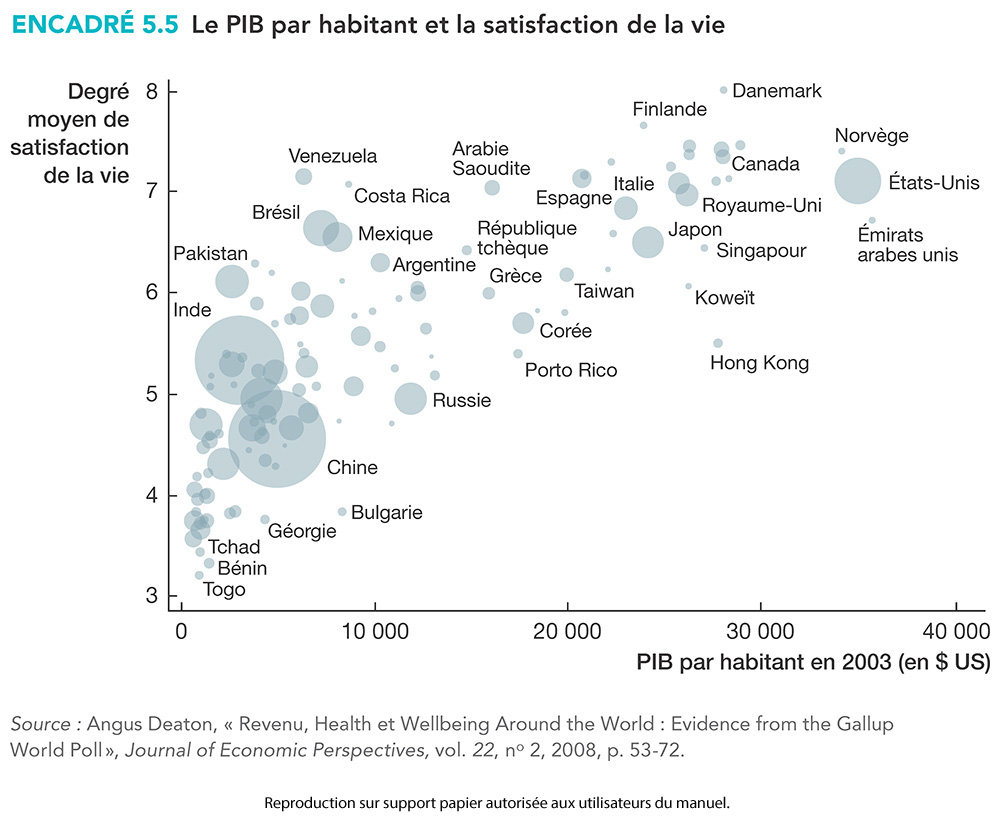 ENCADRÉ 5.5 Le PIB par habitant et la satisfaction de la vie
Degré
moyen de
satisfaction
de la vie
8
7
6
5
4
3
Danemark
Finlande
Norvège
Venezuela
Arabie
Saoudite
Canada
Costa Rica
Espagne
Italie
États-Unis
Brésil
Royaume-Uni
Mexique
République
tchèque
Japon
Émirats
arabes unis
Pakistan
Argentine
Singapour
Grèce
Taiwan
Koweït
Inde
Corée
Hong Kong
Porto Rico
Russie
Chine
Bulgarie
Géorgie
Tchad
Bénin
Togo
0
10 000
20 000
30 000
40 000
PIB par habitant en 2003 (en $ US)
Source : Angus Deaton, « Revenu, Health et Wellbeing Around the World : Evidence from the Gallup
World Poll », Journal of Economic Perspectives, vol. 22, nº 2, 2008, p. 53-72.
Reproduction sur support papier autorisée aux utilisateurs du manuel.